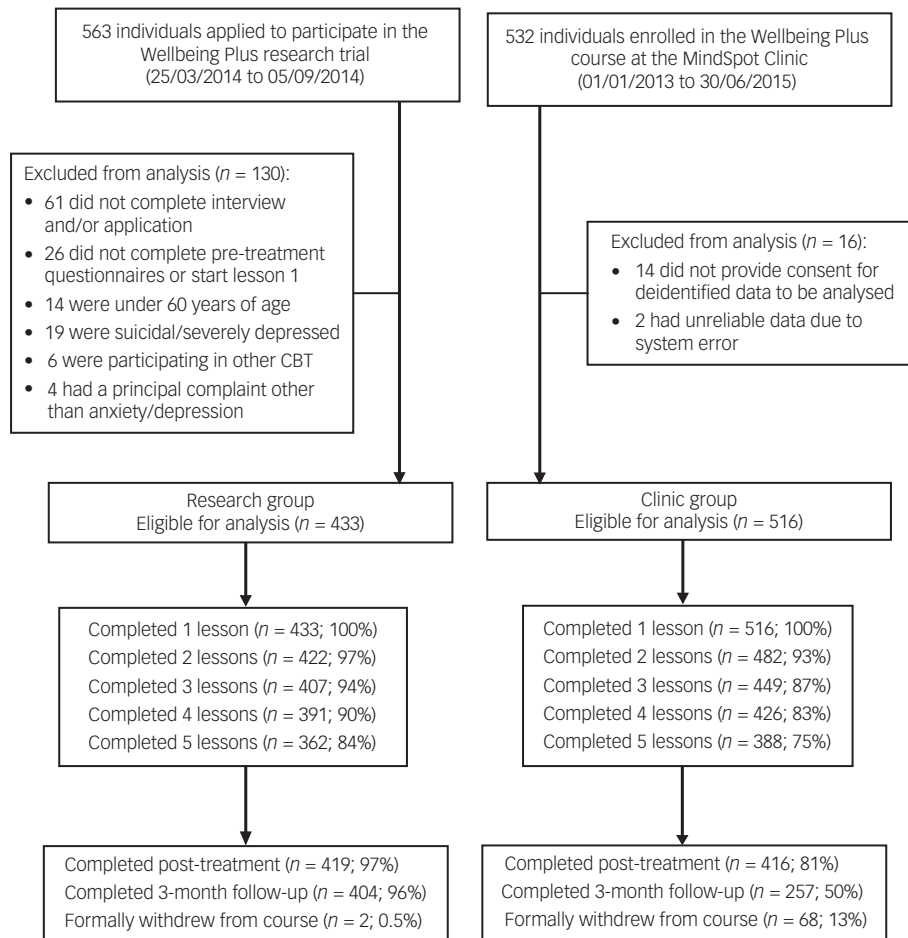 563 individuals applied to participate in the
Wellbeing Plus research trial
(25/03/2014 to 05/09/2014)
532 individuals enrolled in the Wellbeing Plus
course at the MindSpot Clinic
(01/01/2013 to 30/06/2015)
Excluded from analysis (n = 130):
• 61 did not complete interview
and/or application
• 26 did not complete pre-treatment
questionnaires or start lesson 1
• 14 were under 60 years of age
• 19 were suicidal/severely depressed
• 6 were participating in other CBT
• 4 had a principal complaint other
than anxiety/depression
Excluded from analysis (n = 16):
• 14 did not provide consent for
deidentified data to be analysed
• 2 had unreliable data due to
system error
Research group
Eligible for analysis (n = 433)
Clinic group
Eligible for analysis (n = 516)
Completed 1 lesson (n = 433; 100%)
Completed 2 lessons (n = 422; 97%)
Completed 3 lessons (n = 407; 94%)
Completed 4 lessons (n = 391; 90%)
Completed 5 lessons (n = 362; 84%)
Completed 1 lesson (n = 516; 100%)
Completed 2 lessons (n = 482; 93%)
Completed 3 lessons (n = 449; 87%)
Completed 4 lessons (n = 426; 83%)
Completed 5 lessons (n = 388; 75%)
Completed post-treatment (n = 419; 97%)
Completed 3-month follow-up (n = 404; 96%)
Formally withdrew from course (n = 2; 0.5%)
Completed post-treatment (n = 416; 81%)
Completed 3-month follow-up (n = 257; 50%)
Formally withdrew from course (n = 68; 13%)